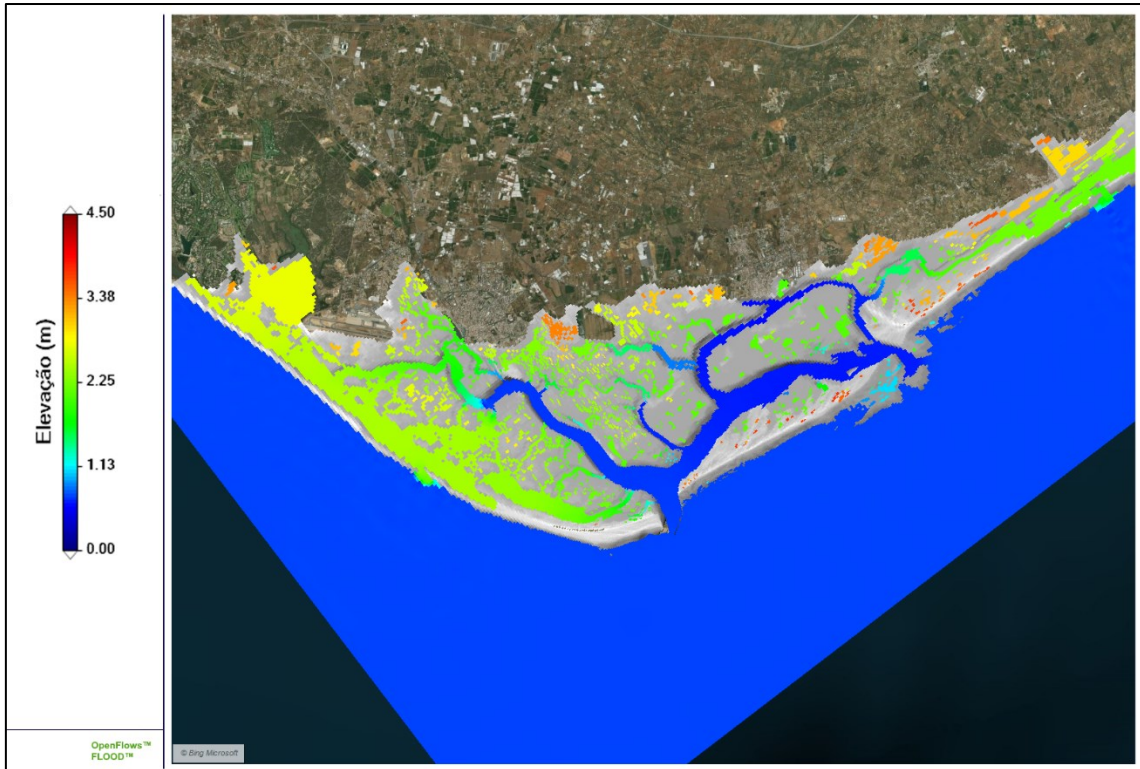 Elevação (m)
4.50
3.38
2.25
1.13
0.00
OpenFlows™
FLOOD™
© Bing Microsoft